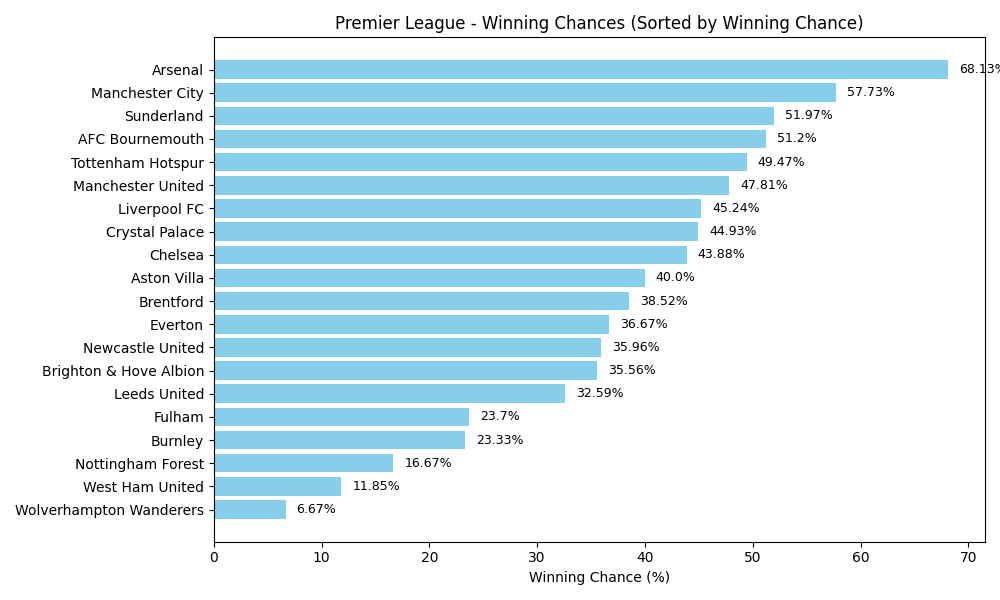 Premier League - Winning Chances (Sorted by Winning Chance)
Arsenal 68.13%
Manchester City 57.73%
Sunderland 51.97%
AFC Bournemouth 51.2%
Tottenham Hotspur 49.47%
Manchester United 47.81%
Liverpool FC 45.24%
Crystal Palace 44.93%
Chelsea 43.88%
Aston Villa 40.0%
Brentford 38.52%
Everton 36.67%
Newcastle United 35.96%
Brighton & Hove Albion 35.56%
Leeds United 32.59%
Fulham 23.7%
Burnley 23.33%
Nottingham Forest 16.67%
West Ham United 11.85%
Wolverhampton Wanderers 6.67%
0 10 20 30 40 50 60 70
Winning Chance (%)